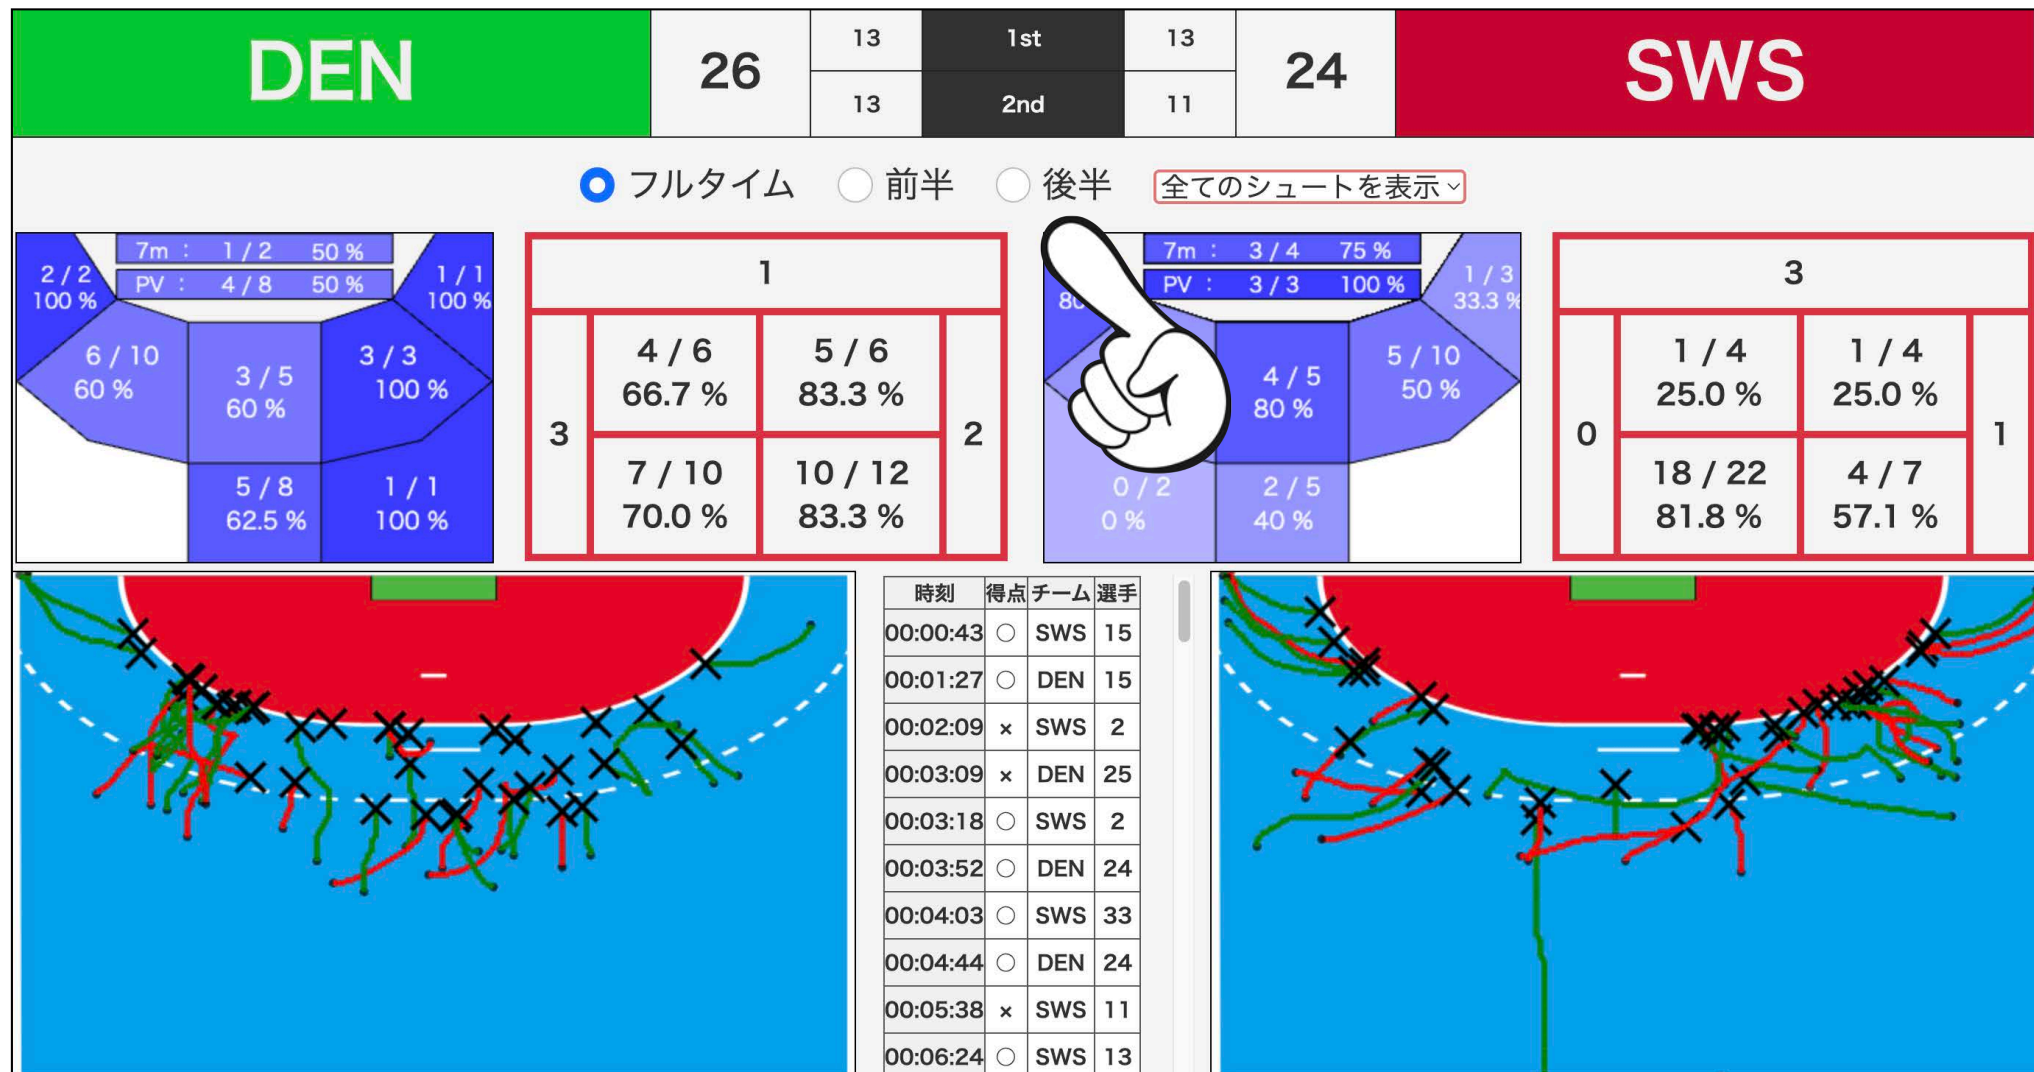 DEN 26 13 1st 13 24 SWS
13 2nd 11
フルタイム 前半 後半 全てのシュートを表示
7m : 1 / 2 50 %
PV : 4 / 8 50 %
2 / 2
100 %
1 / 1
100 %
6 / 10
60 %
3 / 5
60 %
3 / 3
100 %
5 / 8
62.5 %
1 / 1
100 %
1
3
4 / 6
66.7 %
5 / 6
83.3 %
2
7 / 10
70.0 %
10 / 12
83.3 %
7m : 3 / 4 75 %
PV : 3 / 3 100 %
1 / 3
33.3 %
4 / 5
80 %
5 / 10
50 %
0 / 2
0 %
2 / 5
40 %
3
0
1 / 4
25.0 %
1 / 4
25.0 %
1
18 / 22
81.8 %
4 / 7
57.1 %
時刻 得点 チーム 選手
00:00:43 ○ SWS 15
00:01:27 ○ DEN 15
00:02:09 × SWS 2
00:03:09 × DEN 25
00:03:18 ○ SWS 2
00:03:52 ○ DEN 24
00:04:03 ○ SWS 33
00:04:44 ○ DEN 24
00:05:38 × SWS 11
00:06:24 ○ SWS 13